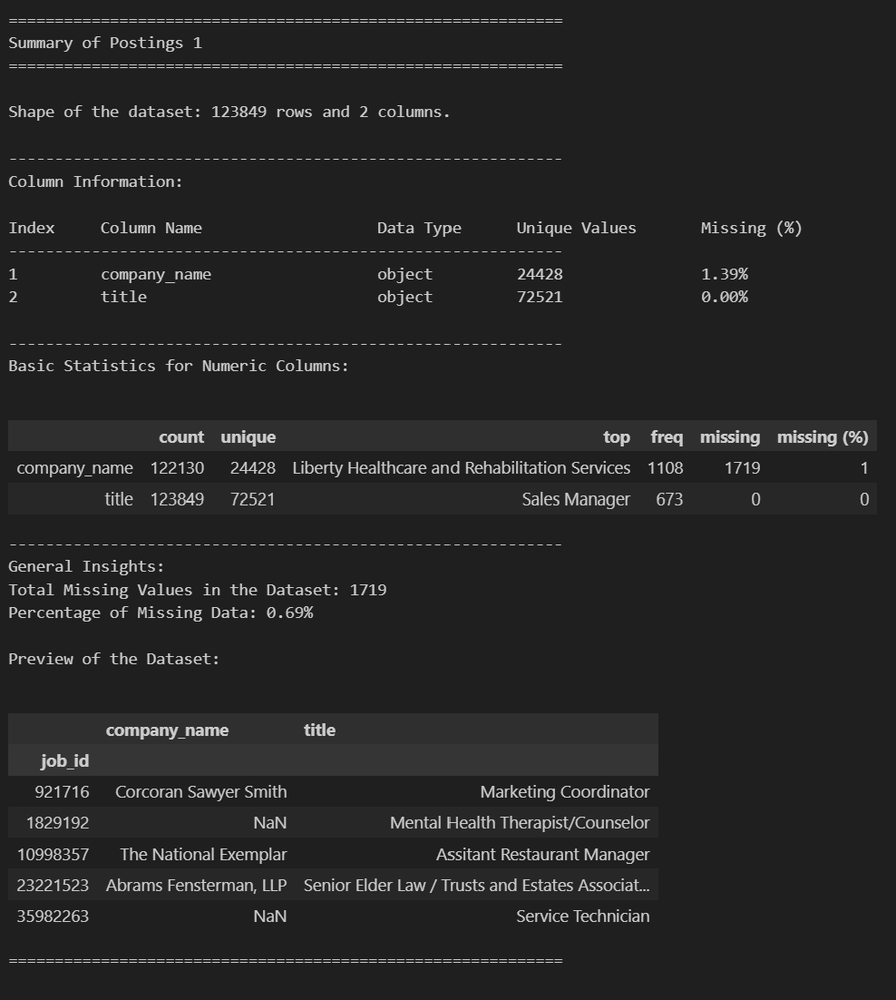 ============================================================
Summary of Postings 1
============================================================
Shape of the dataset: 123849 rows and 2 columns.
------------------------------------------------------------
Column Information:
Index Column Name Data Type Unique Values Missing (%)
------------------------------------------------------------
1 company_name object 24428 1.39%
2 title object 72521 0.00%
------------------------------------------------------------
Basic Statistics for Numeric Columns:
count unique top freq missing missing (%)
company_name 122130 24428 Liberty Healthcare and Rehabilitation Services 1108 1719 1
title 123849 72521 Sales Manager 673 0 0
------------------------------------------------------------
General Insights:
Total Missing Values in the Dataset: 1719
Percentage of Missing Data: 0.69%
Preview of the Dataset:
company_name title
job_id
921716 Corcoran Sawyer Smith Marketing Coordinator
1829192 NaN Mental Health Therapist/Counselor
10998357 The National Exemplar Assitant Restaurant Manager
23221523 Abrams Fensterman, LLP Senior Elder Law / Trusts and Estates Associat...
35982263 NaN Service Technician
============================================================